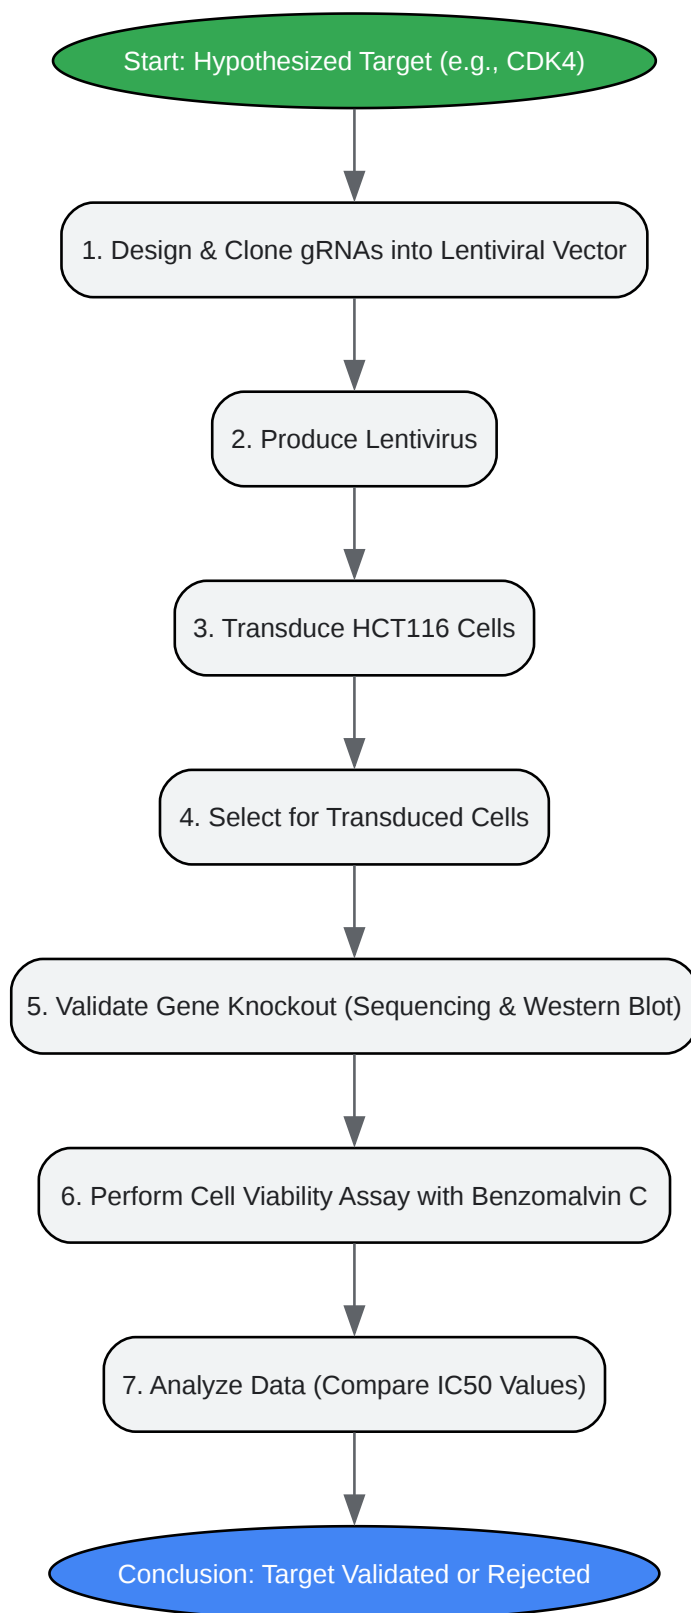 Start: Hypothesized Target (e.g., CDK4)
1. Design & Clone gRNAs into Lentiviral Vector
2. Produce Lentivirus
3. Transduce HCT116 Cells
4. Select for Transduced Cells
5. Validate Gene Knockout (Sequencing & Western Blot)
6. Perform Cell Viability Assay with Benzomalvin C
7. Analyze Data (Compare IC50 Values)
Conclusion: Target Validated or Rejected